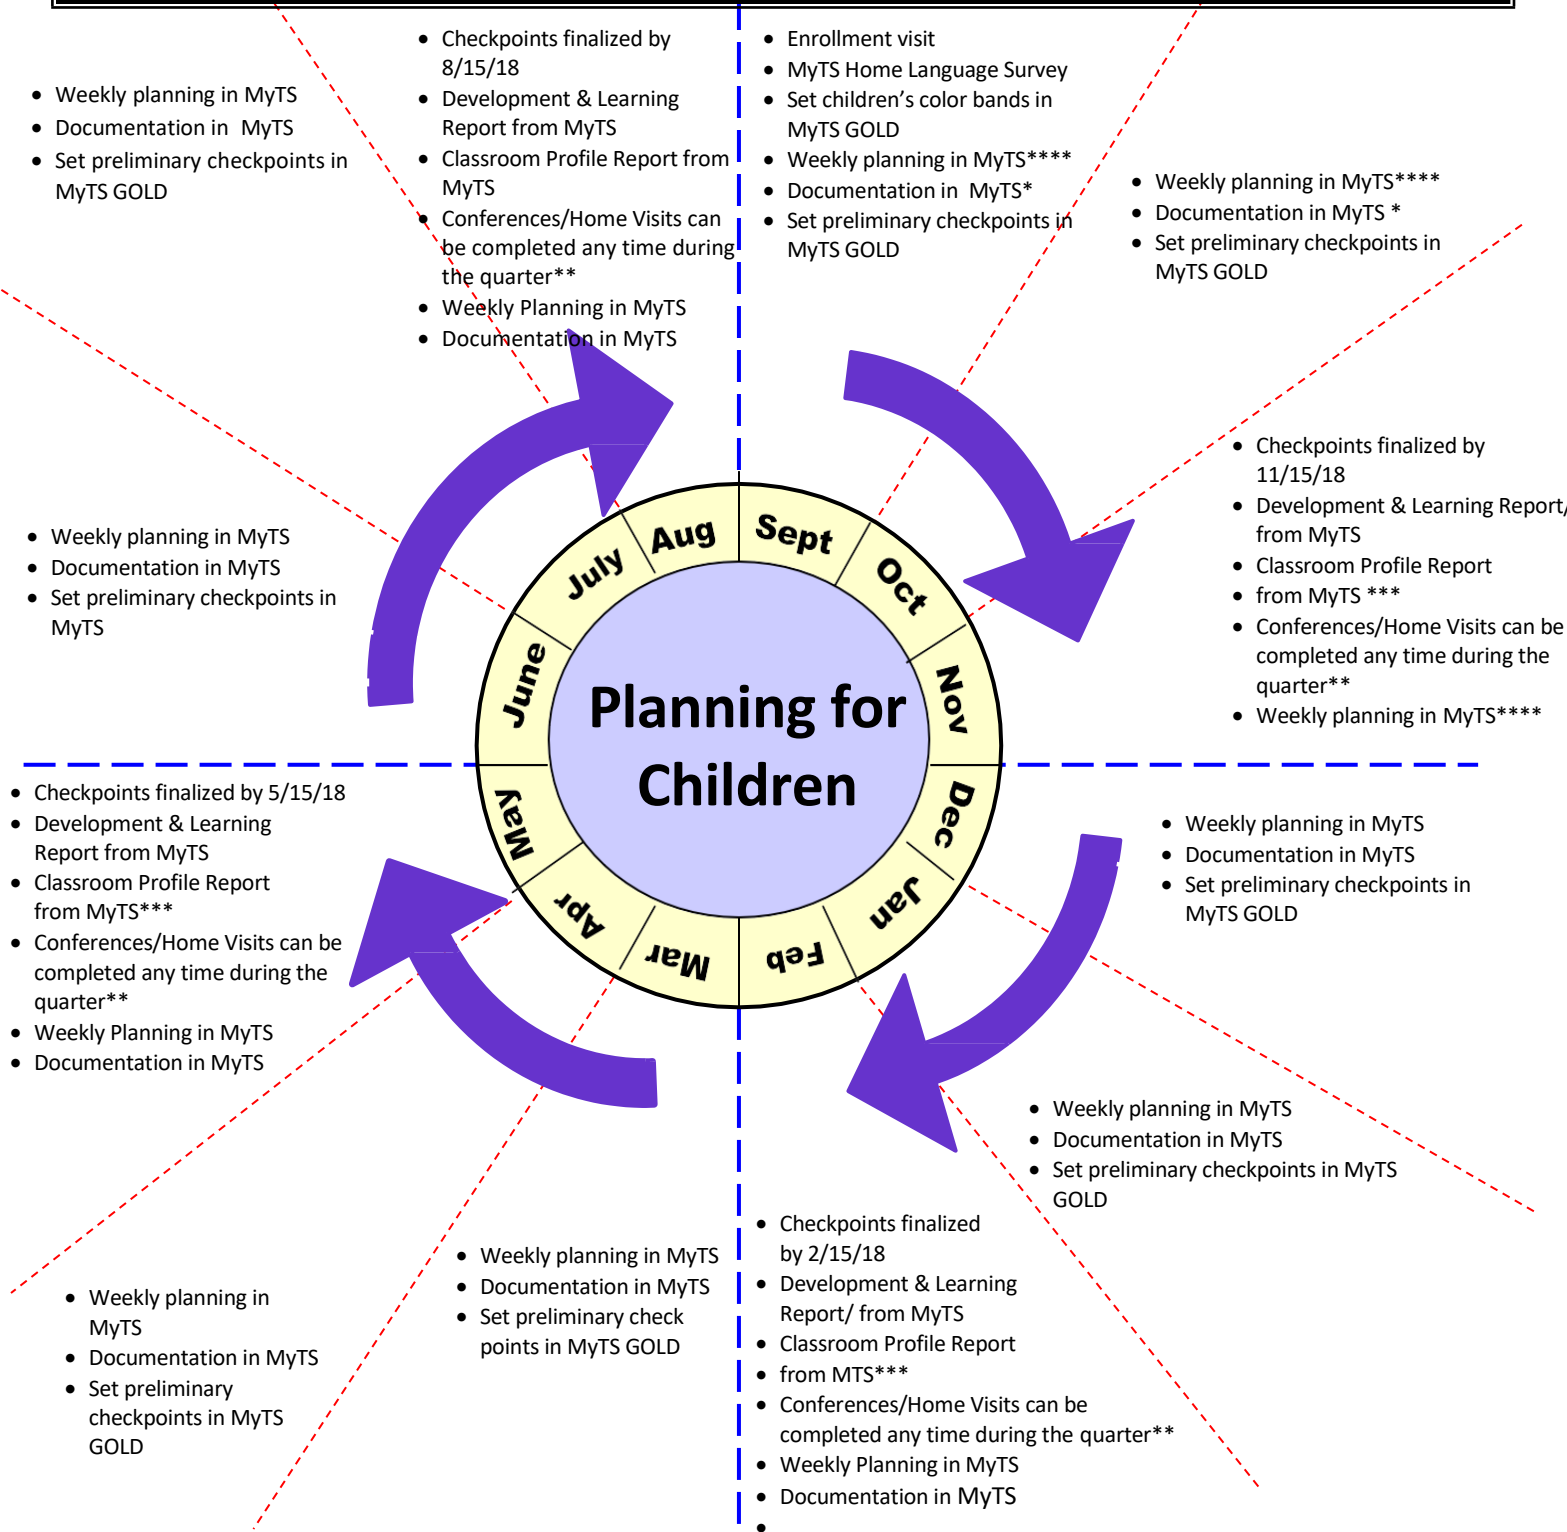 • Checkpoints finalized by
8/15/18
• Development & Learning
Report from MyTS
• Classroom Profile Report from
MyTS
• Conferences/Home Visits can
be completed any time during
the quarter**
• Weekly Planning in MyTS
• Documentation in MyTS
• Enrollment visit
• MyTS Home Language Survey
• Set children’s color bands in
MyTS GOLD
• Weekly planning in MyTS****
• Documentation in MyTS*
• Set preliminary checkpoints in
MyTS GOLD
• Weekly planning in MyTS
• Documentation in MyTS
• Set preliminary checkpoints in
MyTS GOLD
• Weekly planning in MyTS****
• Documentation in MyTS *
• Set preliminary checkpoints in
MyTS GOLD
• Checkpoints finalized by
11/15/18
• Development & Learning Report/
from MyTS
• Classroom Profile Report
• from MyTS ***
• Conferences/Home Visits can be
completed any time during the
quarter**
• Weekly planning in MyTS****
• Weekly planning in MyTS
• Documentation in MyTS
• Set preliminary checkpoints in
MyTS
Aug
Sept
July
Oct
June
Nov
Planning for
Children
May
Dec
Apr
Jan
Mar
Feb
• Checkpoints finalized by 5/15/18
• Development & Learning
Report from MyTS
• Classroom Profile Report
from MyTS***
• Conferences/Home Visits can be
completed any time during the
quarter**
• Weekly Planning in MyTS
• Documentation in MyTS
• Weekly planning in MyTS
• Documentation in MyTS
• Set preliminary checkpoints in
MyTS GOLD
• Weekly planning in MyTS
• Documentation in MyTS
• Set preliminary checkpoints in MyTS
GOLD
• Weekly planning in
MyTS
• Documentation in MyTS
• Set preliminary
checkpoints in MyTS
GOLD
• Weekly planning in MyTS
• Documentation in MyTS
• Set preliminary check
points in MyTS GOLD
• Checkpoints finalized
by 2/15/18
• Development & Learning
Report/ from MyTS
• Classroom Profile Report
• from MTS***
• Conferences/Home Visits can be
completed any time during the quarter**
• Weekly Planning in MyTS
• Documentation in MyTS
•